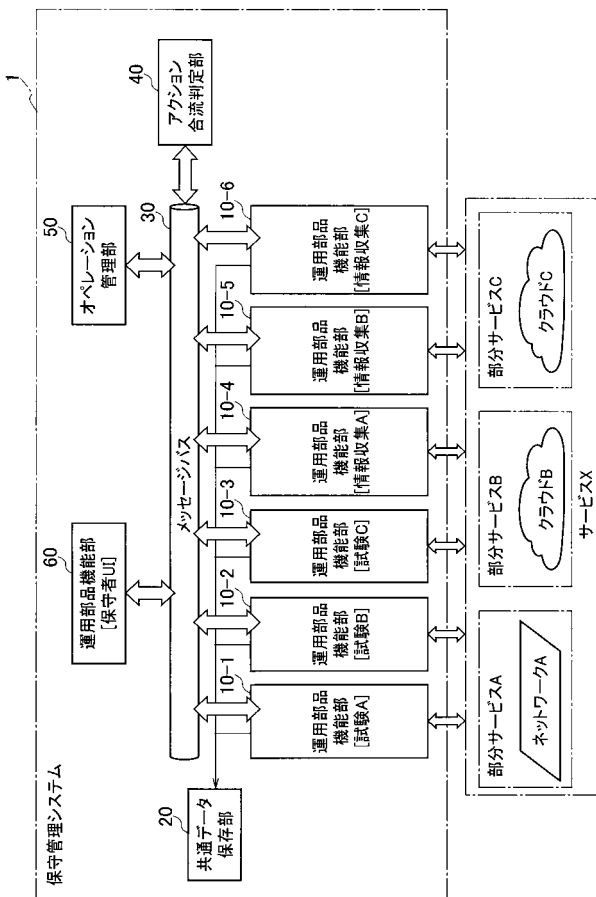 1
保守管理システム
60
運用部品機能部
[保守者UI]
50
オペレーション
管理部
30
メッセージバス
40
アクション
合流判定部
20
共通データ
保存部
10-1
運用部品
機能部
[試験A]
10-2
運用部品
機能部
[試験B]
10-3
運用部品
機能部
[試験C]
10-4
運用部品
機能部
[情報収集A]
10-5
運用部品
機能部
[情報収集B]
10-6
運用部品
機能部
[情報収集C]
部分サービスA
ネットワークA
部分サービスB
クラウドB
部分サービスC
クラウドC
サービスX